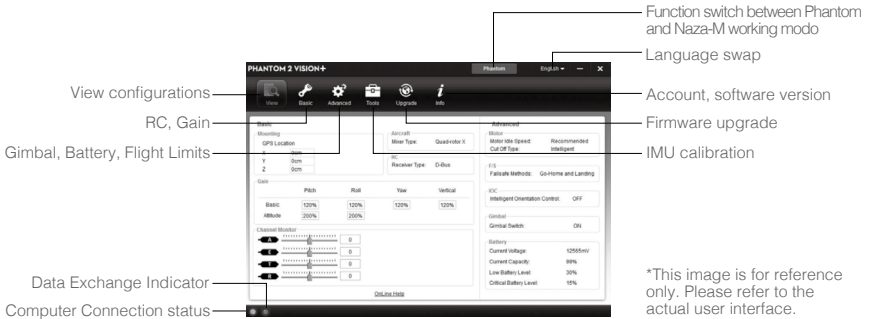 Function switch between Phantom
and Naza-M working modo
Language swap
PHANTOM 2 VISION+
Phantom
English
View configurations
View
Basic
Advanced
Tools
Upgrade
Info
Account, software version
RC, Gain
Firmware upgrade
Gimbal, Battery, Flight Limits
IMU calibration
Basic
Mounting
GPS Location
X 0cm
Y 0cm
Z 0cm
Aircraft
Mixer Type: Quad-rotor X
RC
Receiver Type: D-Bus
Gain
Pitch Roll Yaw Vertical
Basic 120% 120% 120% 120%
Attitude 200% 200%
Channel Monitor
A 0
E 0
T 0
R 0
Advanced
Motor
Motor Idle Speed: Recommended
Cut Off Type: Intelligent
F/S
Failsafe Methods: Go-Home and Landing
IOC
Intelligent Orientation Control: OFF
Gimbal
Gimbal Switch: ON
Battery
Current Voltage: 12565mV
Current Capacity: 99%
Low Battery Level: 30%
Critical Battery Level: 15%
OnLine Help
Data Exchange Indicator
Computer Connection status
*This image is for reference
only. Please refer to the
actual user interface.